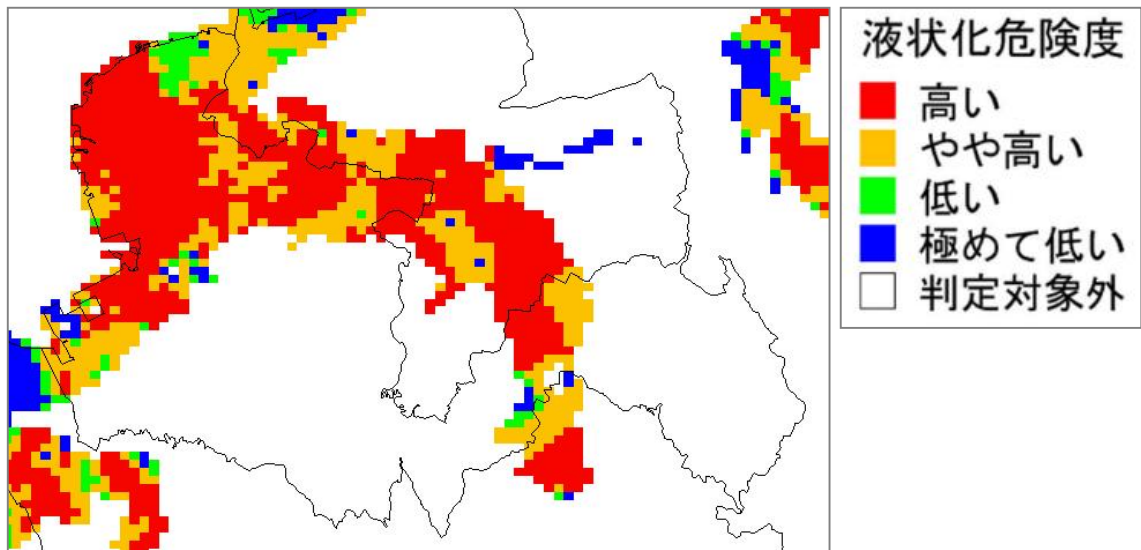 液状化危険度
高い
やや高い
低い
極めて低い
判定対象外